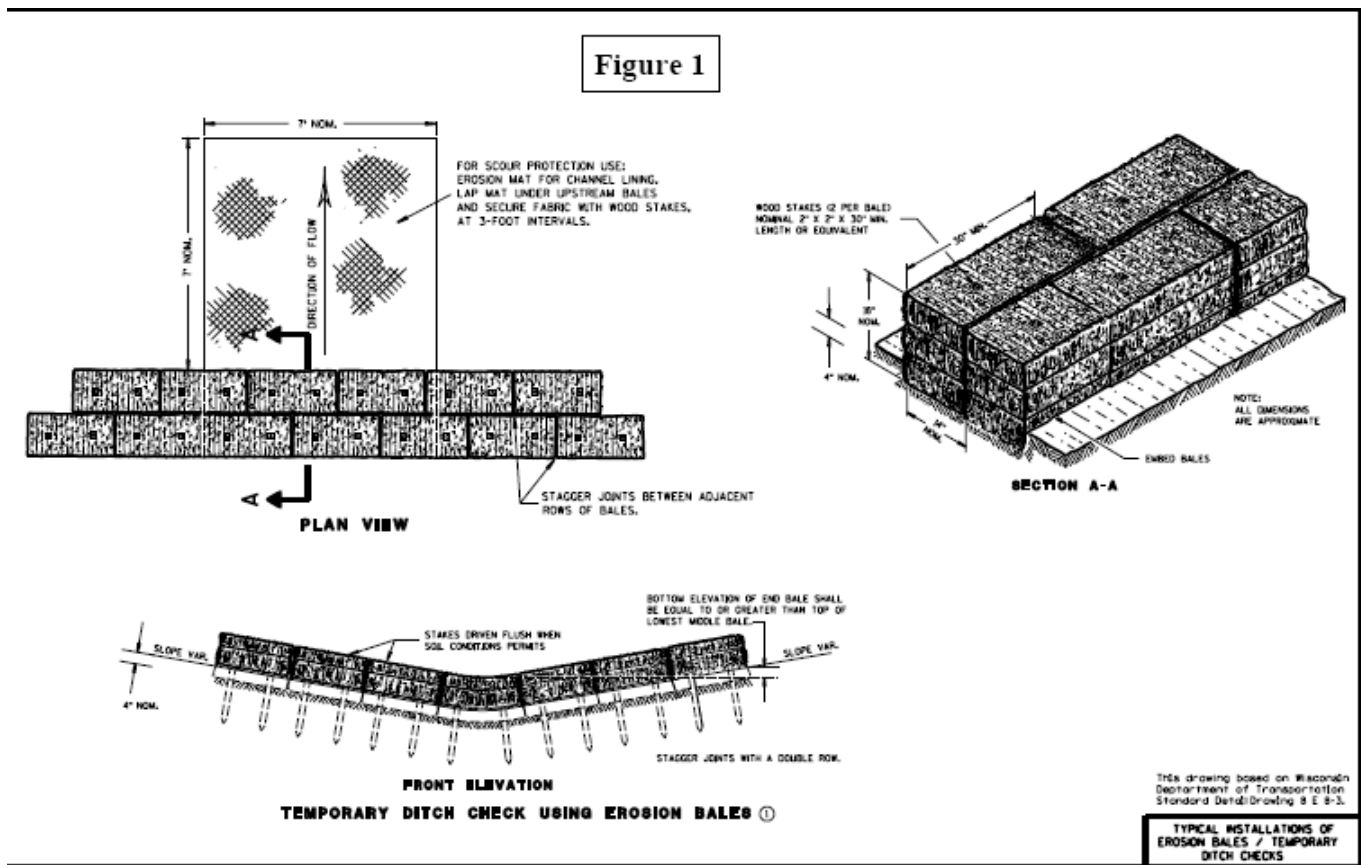 Figure 1
7' NOM.
7' NOM.
DIRECTION OF FLOW
FOR SCOUR PROTECTION USE:
EROSION MAT FOR CHANNEL LINING.
LAP MAT UNDER UPSTREAM BALES
AND SECURE FABRIC WITH WOOD STAKES,
AT 3-FOOT INTERVALS.
A
A
STAGGER JOINTS BETWEEN ADJACENT
ROWS OF BALES.
PLAN VIEW
WOOD STAKES (2 PER BALE)
NOMINAL 2" X 2" X 30" MIN.
LENGTH OR EQUIVALENT
30" MIN.
NOM.
4" NOM.
NOM.
NOTE:
ALL DIMENSIONS
ARE APPROXIMATE
EMBED BALES
SECTION A-A
BOTTOM ELEVATION OF END BALE SHALL
BE EQUAL TO OR GREATER THAN TOP OF
LOWEST MIDDLE BALE.
STAKES DRIVEN FLUSH WHEN
SOIL CONDITIONS PERMITS
SLOPE VAR.
SLOPE VAR.
4" NOM.
STAGGER JOINTS WITH A DOUBLE ROW.
FRONT ELEVATION
TEMPORARY DITCH CHECK USING EROSION BALES ①
This drawing based on Wisconsin
Department of Transportation
Standard Detail Drawing 8 E 8-3.
TYPICAL INSTALLATIONS OF
EROSION BALES / TEMPORARY
DITCH CHECKS